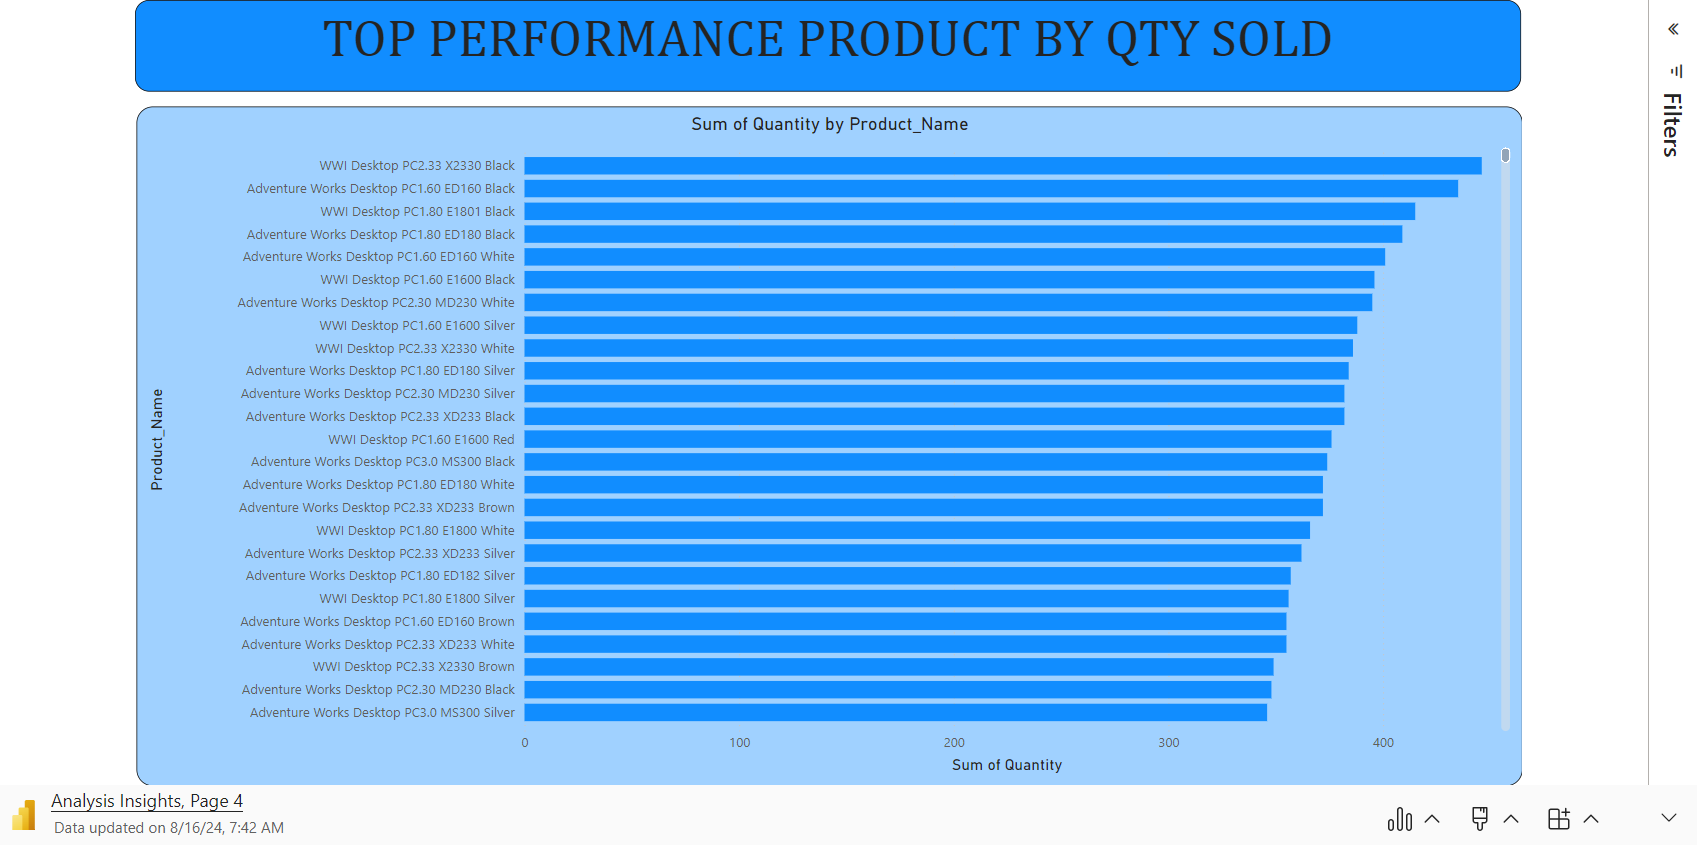 TOP PERFORMANCE PRODUCT BY QTY SOLD
Filters
Sum of Quantity by Product_Name
Product_Name
WWI Desktop PC2.33 X2330 Black
Adventure Works Desktop PC1.60 ED160 Black
WWI Desktop PC1.80 E1801 Black
Adventure Works Desktop PC1.80 ED180 Black
Adventure Works Desktop PC1.60 ED160 White
WWI Desktop PC1.60 E1600 Black
Adventure Works Desktop PC2.30 MD230 White
WWI Desktop PC1.60 E1600 Silver
WWI Desktop PC2.33 X2330 White
Adventure Works Desktop PC1.80 ED180 Silver
Adventure Works Desktop PC2.30 MD230 Silver
Adventure Works Desktop PC2.33 XD233 Black
WWI Desktop PC1.60 E1600 Red
Adventure Works Desktop PC3.0 MS300 Black
Adventure Works Desktop PC1.80 ED180 White
Adventure Works Desktop PC2.33 XD233 Brown
WWI Desktop PC1.80 E1800 White
Adventure Works Desktop PC2.33 XD233 Silver
Adventure Works Desktop PC1.80 ED182 Silver
WWI Desktop PC1.80 E1800 Silver
Adventure Works Desktop PC1.60 ED160 Brown
Adventure Works Desktop PC2.33 XD233 White
WWI Desktop PC2.33 X2330 Brown
Adventure Works Desktop PC2.30 MD230 Black
Adventure Works Desktop PC3.0 MS300 Silver
0 100 200 300 400
Sum of Quantity
Analysis Insights, Page 4
Data updated on 8/16/24, 7:42 AM